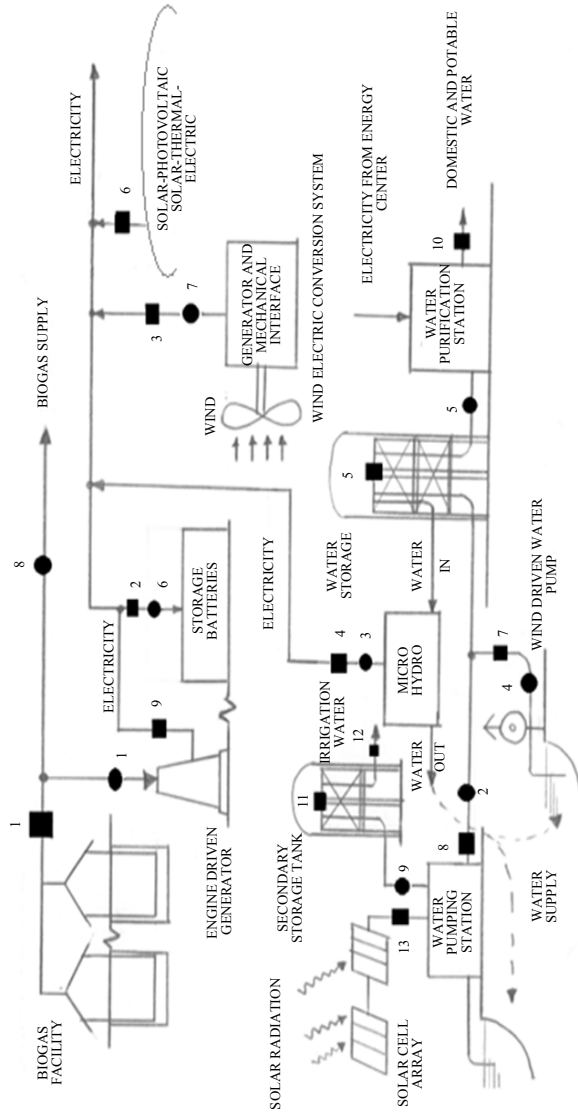 BIOGAS
FACILITY
1
8
BIOGAS SUPPLY
ELECTRICITY
ELECTRICITY
1
9
2
6
3
7
6
ENGINE DRIVEN
GENERATOR
STORAGE
BATTERIES
WIND
GENERATOR AND
MECHANICAL
INTERFACE
SOLAR-PHOTOVOLTAIC
SOLAR-THERMAL-
ELECTRIC
ELECTRICITY
WIND ELECTRIC CONVERSION SYSTEM
SOLAR RADIATION
SECONDARY
STORAGE TANK
11
IRRIGATION
WATER
12
4
3
WATER
STORAGE
5
ELECTRICITY FROM ENERGY
CENTER
SOLAR CELL
ARRAY
13
9
WATER
OUT
MICRO
HYDRO
WATER
IN
WATER
PUMPING
STATION
8
2
7
4
5
WATER
PURIFICATION
STATION
10
DOMESTIC AND POTABLE
WATER
WATER
SUPPLY
WIND DRIVEN WATER
PUMP